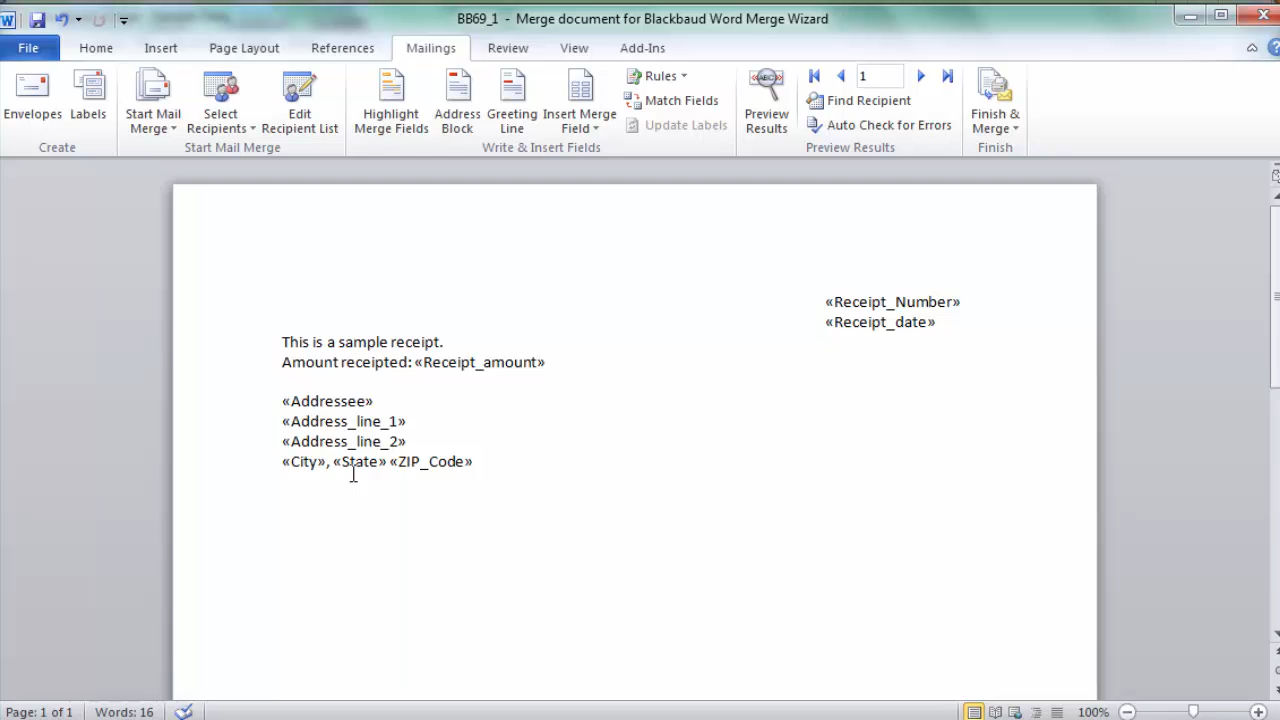 BB69_1 - Merge document for Blackbaud Word Merge Wizard
File Home Insert Page Layout References Mailings Review View Add-Ins
Envelopes Labels
Create
Start Mail Merge
Select Recipients
Edit Recipient List
Start Mail Merge
Highlight Merge Fields
Address Block
Greeting Line
Insert Merge Field
Rules
Match Fields
Update Labels
Write & Insert Fields
ABC
Preview Results
1
Find Recipient
Auto Check for Errors
Preview Results
Finish & Merge
Finish
«Receipt_Number»
«Receipt_date»
This is a sample receipt.
Amount receipted: «Receipt_amount»
«Addressee»
«Address_line_1»
«Address_line_2»
«City», «State» «ZIP_Code»
Page: 1 of 1 Words: 16 100%